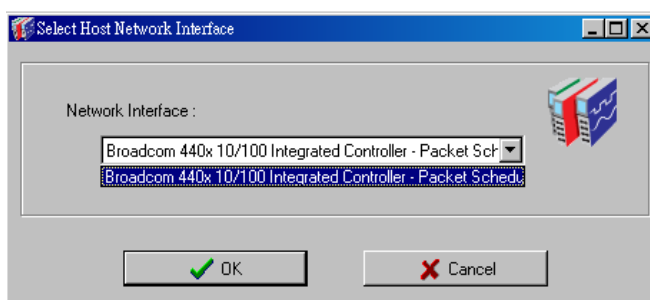 Select Host Network Interface
Network Interface :
Broadcom 440x 10/100 Integrated Controller - Packet Sch
Broadcom 440x 10/100 Integrated Controller - Packet Schedu
OK
Cancel